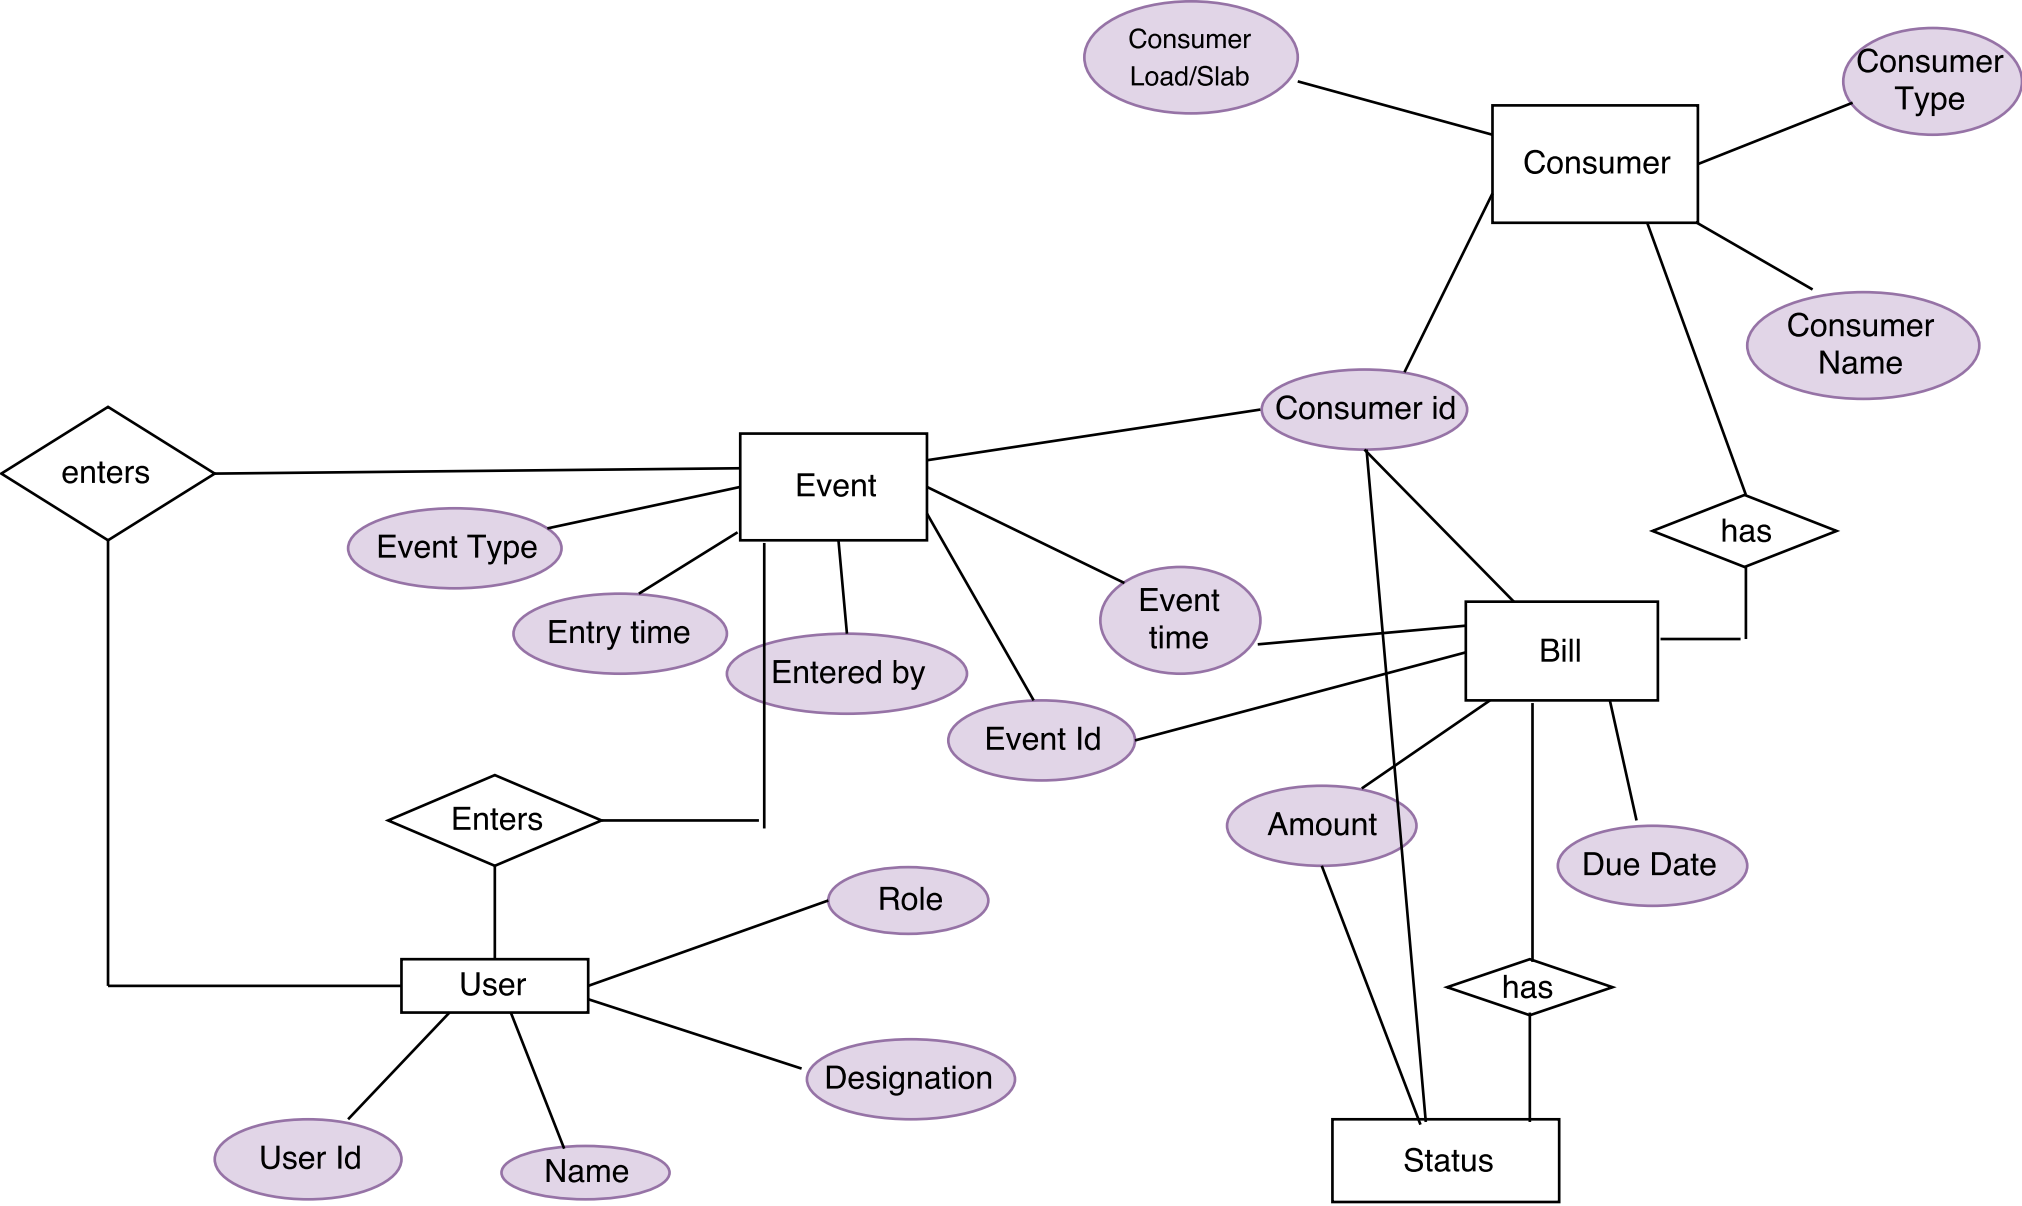 Consumer
Load/Slab
Consumer
Type
Consumer
Consumer
Name
Consumer id
enters
Event
has
Event Type
Entry time
Event
time
Bill
Entered by
Event Id
Enters
Amount
Due Date
Role
User
has
Designation
User Id
Name
Status